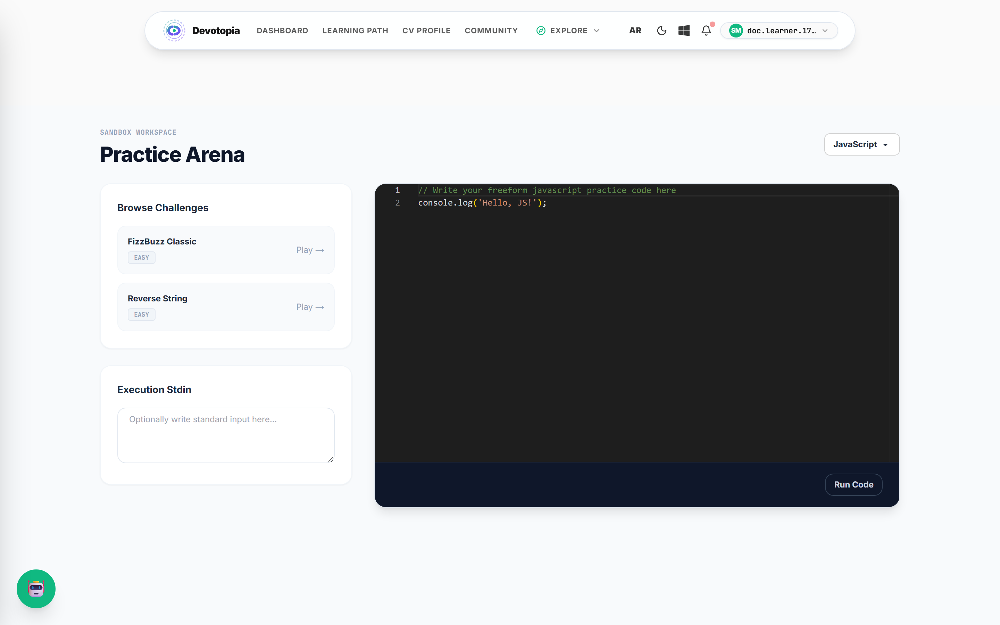 Devotopia DASHBOARD LEARNING PATH CV PROFILE COMMUNITY EXPLORE AR SM doc.learner.17…
SANDBOX WORKSPACE
Practice Arena
JavaScript
Browse Challenges
FizzBuzz Classic
EASY
Play →
Reverse String
EASY
Play →
Execution Stdin
Optionally write standard input here...
1 // Write your freeform javascript practice code here
2 console.log('Hello, JS!');
Run Code